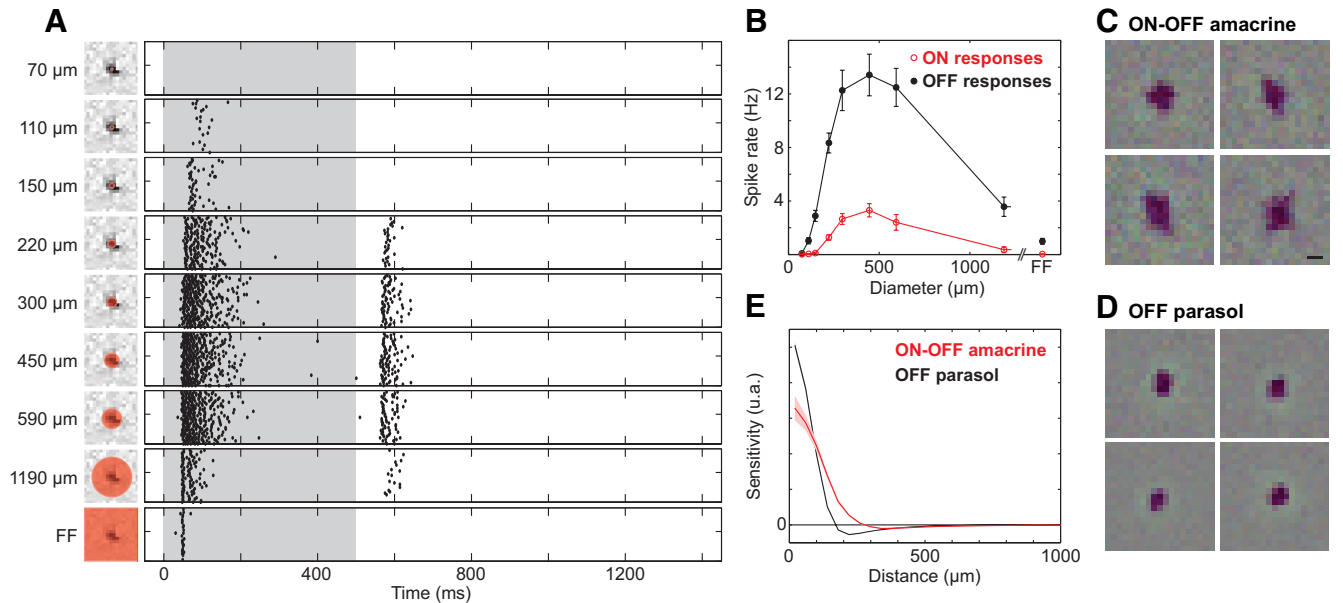 A
70 µm
110 µm
150 µm
220 µm
300 µm
450 µm
590 µm
1190 µm
FF
0 400 800 1200
Time (ms)
B
ON responses
OFF responses
12
8
4
Spike rate (Hz)
0 500 1000 FF
Diameter (µm)
C ON-OFF amacrine
E
ON-OFF amacrine
OFF parasol
Sensitivity (u.a.)
0
0 500 1000
Distance (µm)
D OFF parasol